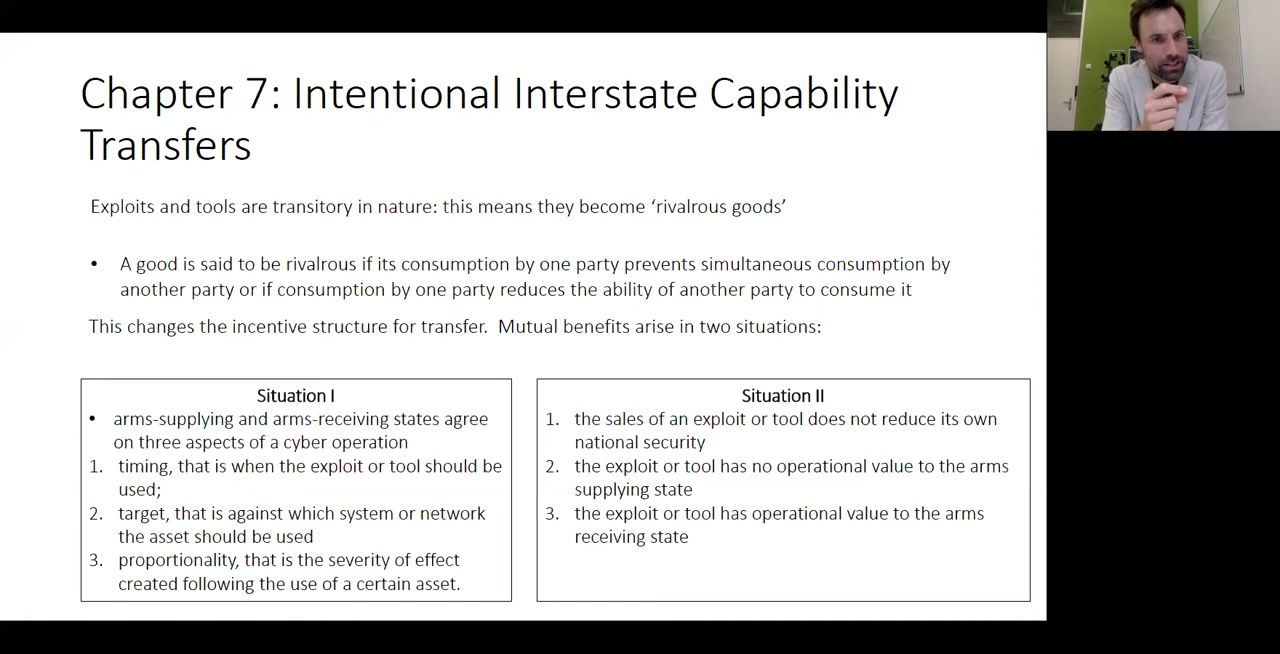 Chapter 7: Intentional Interstate Capability
Transfers
Exploits and tools are transitory in nature: this means they become ‘rivalrous goods’
• A good is said to be rivalrous if its consumption by one party prevents simultaneous consumption by
another party or if consumption by one party reduces the ability of another party to consume it
This changes the incentive structure for transfer. Mutual benefits arise in two situations:
Situation I
• arms-supplying and arms-receiving states agree
on three aspects of a cyber operation
1. timing, that is when the exploit or tool should be
used;
2. target, that is against which system or network
the asset should be used
3. proportionality, that is the severity of effect
created following the use of a certain asset.
Situation II
1. the sales of an exploit or tool does not reduce its own
national security
2. the exploit or tool has no operational value to the arms
supplying state
3. the exploit or tool has operational value to the arms
receiving state